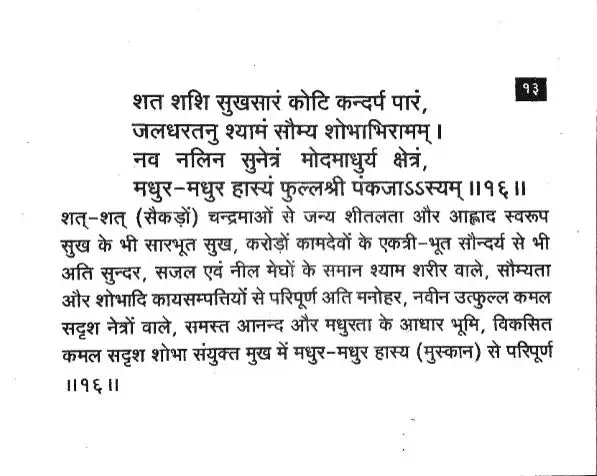 १३
शत शशि सुखसारं कोटि कन्दर्प पारं,
जलधरतनु श्यामं सौम्य शोभाभिरामम् ।
नव नलिन सुनेत्रं मोदमाधुर्य क्षेत्रं,
मधुर-मधुर हास्यं फुल्लश्री पंकजाऽऽस्यम् ॥१६॥
शत्-शत् (सैकड़ों) चन्द्रमाओं से जन्य शीतलता और आह्लाद स्वरूप
सुख के भी सारभूत सुख, करोड़ों कामदेवों के एकत्री-भूत सौन्दर्य से भी
अति सुन्दर, सजल एवं नील मेघों के समान श्याम शरीर वाले, सौम्यता
और शोभादि कायसम्पत्तियों से परिपूर्ण अति मनोहर, नवीन उत्फुल्ल कमल
सदृश नेत्रों वाले, समस्त आनन्द और मधुरता के आधार भूमि, विकसित
कमल सदृश शोभा संयुक्त मुख में मधुर-मधुर हास्य (मुस्कान) से परिपूर्ण
॥१६॥